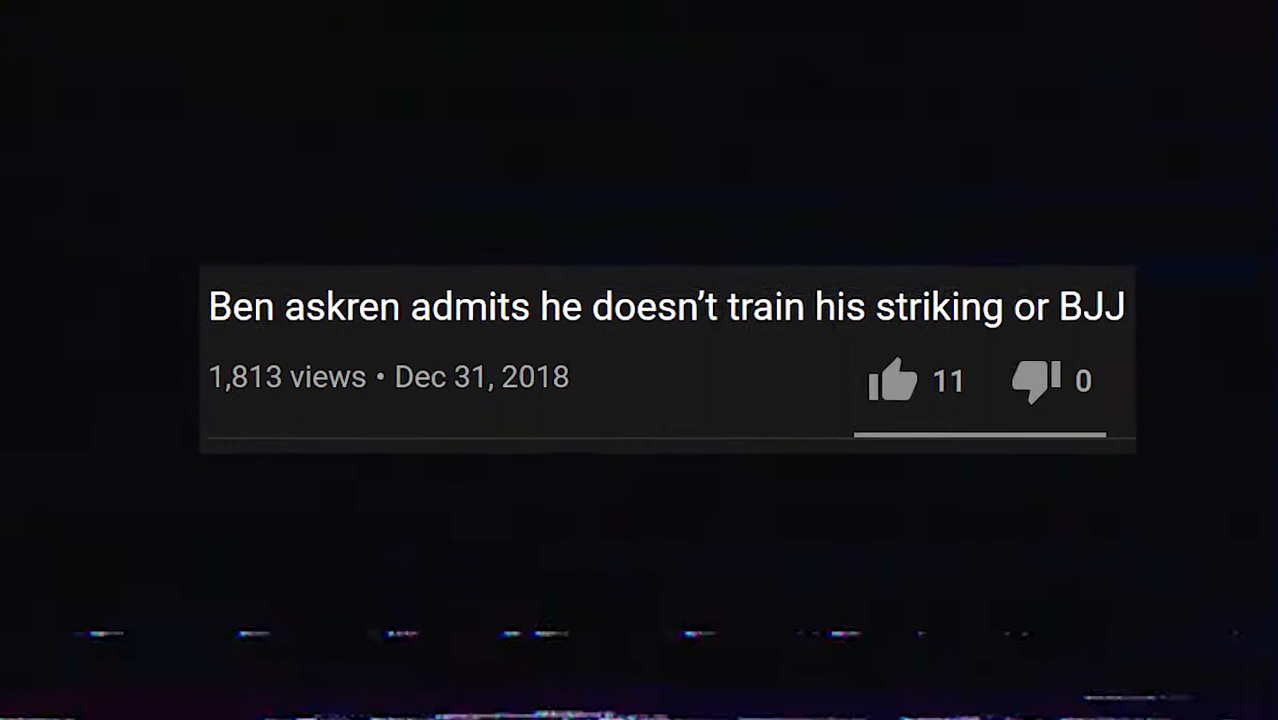 Ben askren admits he doesn’t train his striking or BJJ
1,813 views • Dec 31, 2018 11 0